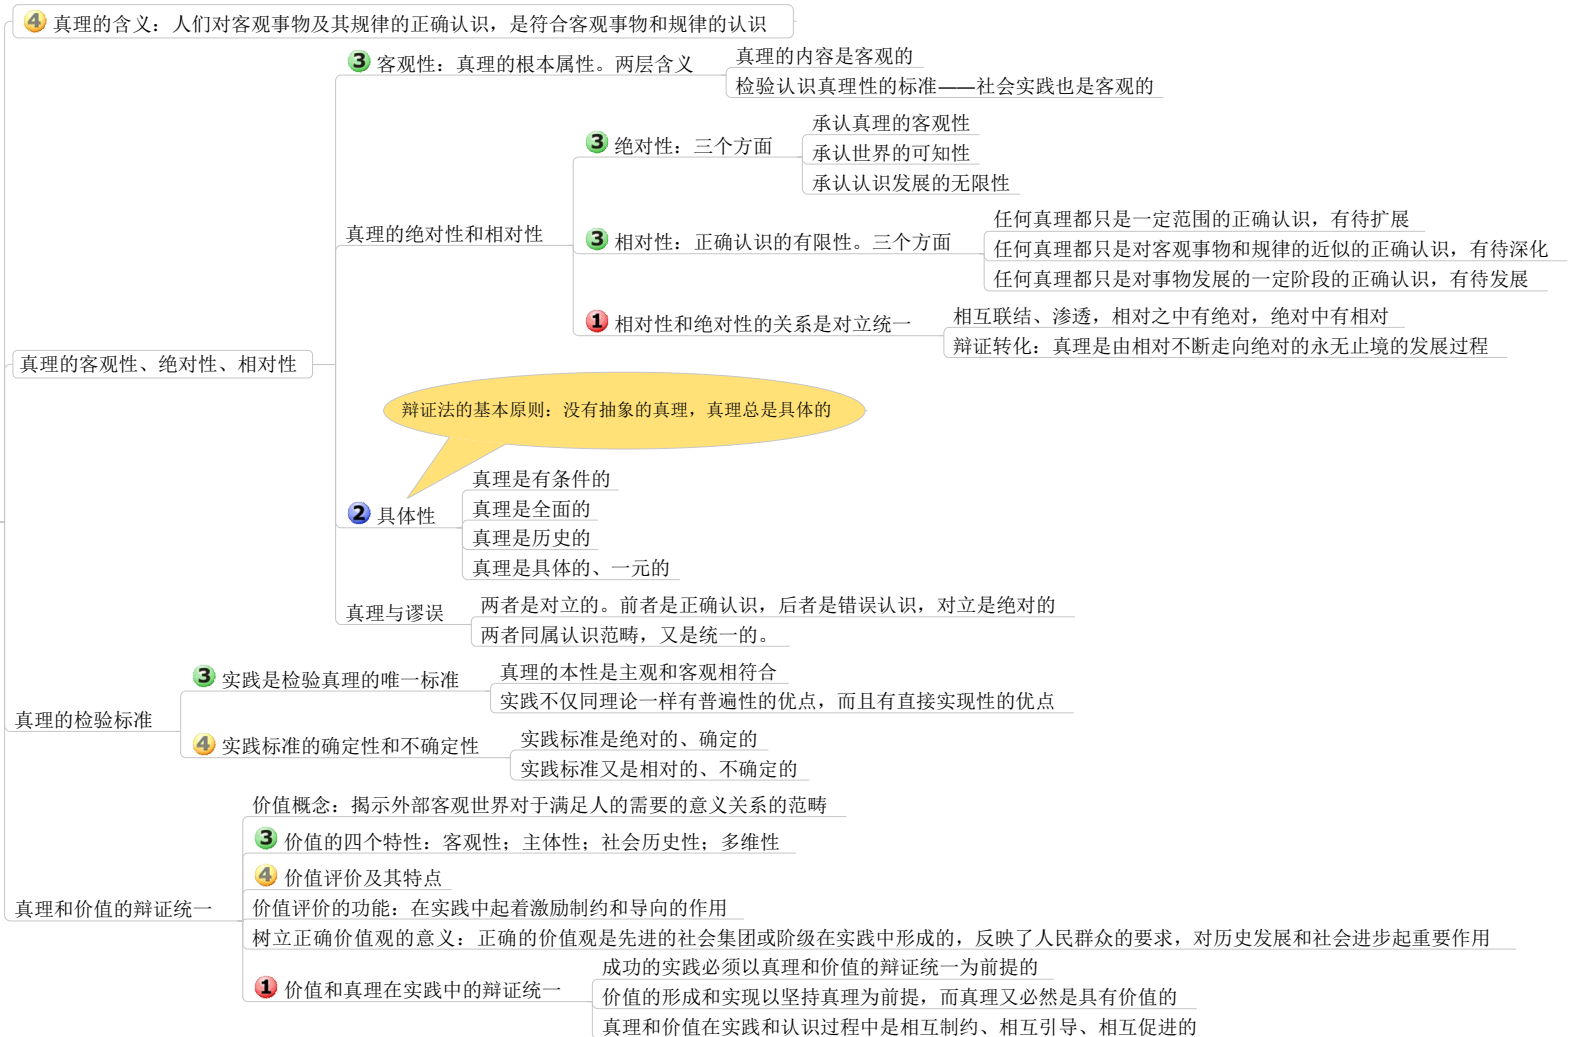 4 真理的含义：人们对客观事物及其规律的正确认识，是符合客观事物和规律的认识
真理的客观性、绝对性、相对性
3 客观性：真理的根本属性。两层含义
真理的内容是客观的
检验认识真理性的标准——社会实践也是客观的
真理的绝对性和相对性
3 绝对性：三个方面
承认真理的客观性
承认世界的可知性
承认认识发展的无限性
3 相对性：正确认识的有限性。三个方面
任何真理都只是一定范围的正确认识，有待扩展
任何真理都只是对客观事物和规律的近似的正确认识，有待深化
任何真理都只是对事物发展的一定阶段的正确认识，有待发展
1 相对性和绝对性的关系是对立统一
相互联结、渗透，相对之中有绝对，绝对中有相对
辩证转化：真理是由相对不断走向绝对的永无止境的发展过程
辩证法的基本原则：没有抽象的真理，真理总是具体的
2 具体性
真理是有条件的
真理是全面的
真理是历史的
真理是具体的、一元的
真理与谬误
两者是对立的。前者是正确认识，后者是错误认识，对立是绝对的
两者同属认识范畴，又是统一的。
真理的检验标准
3 实践是检验真理的唯一标准
真理的本性是主观和客观相符合
实践不仅同理论一样有普遍性的优点，而且有直接实现性的优点
4 实践标准的确定性和不确定性
实践标准是绝对的、确定的
实践标准又是相对的、不确定的
真理和价值的辩证统一
价值概念：揭示外部客观世界对于满足人的需要的意义关系的范畴
3 价值的四个特性：客观性；主体性；社会历史性；多维性
4 价值评价及其特点
价值评价的功能：在实践中起着激励制约和导向的作用
树立正确价值观的意义：正确的价值观是先进的社会集团或阶级在实践中形成的，反映了人民群众的要求，对历史发展和社会进步起重要作用
1 价值和真理在实践中的辩证统一
成功的实践必须以真理和价值的辩证统一为前提的
价值的形成和实现以坚持真理为前提，而真理又必然是具有价值的
真理和价值在实践和认识过程中是相互制约、相互引导、相互促进的